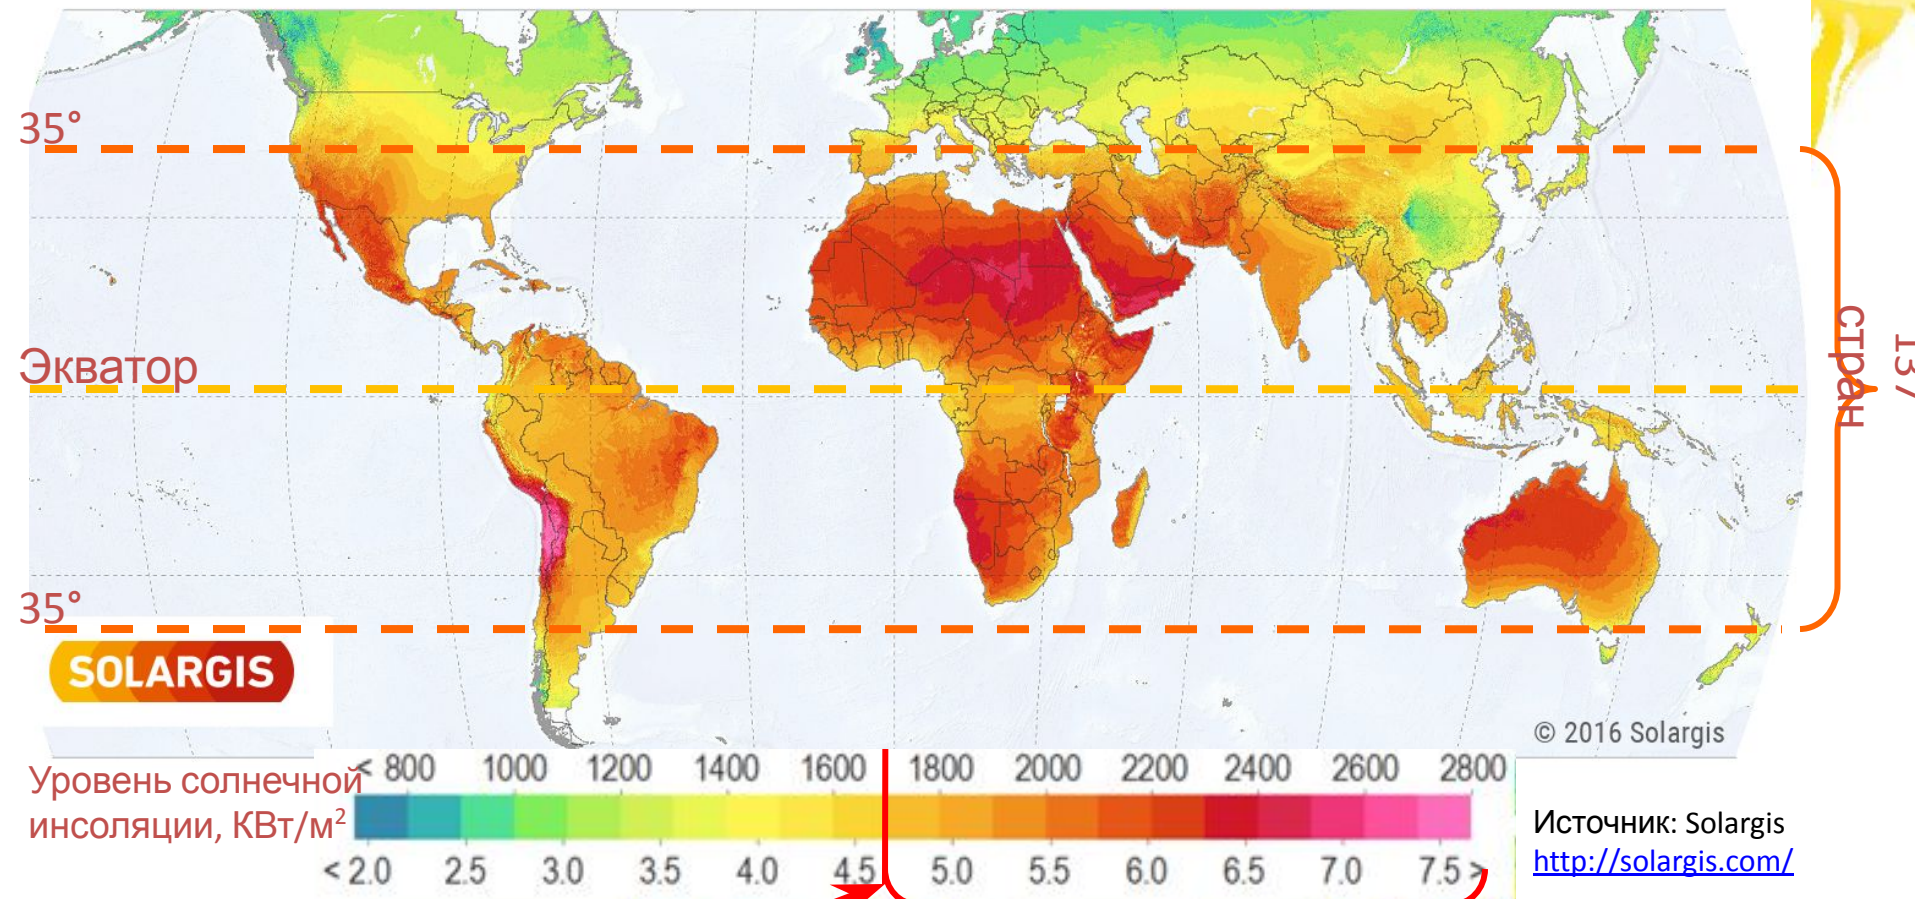 35°
Экватор
35°
137
стран
SOLARGIS
© 2016 Solargis
Уровень солнечной
инсоляции, КВт/м²
< 800 1000 1200 1400 1600 1800 2000 2200 2400 2600 2800
< 2.0 2.5 3.0 3.5 4.0 4.5 5.0 5.5 6.0 6.5 7.0 7.5 >
Источник: Solargis
http://solargis.com/